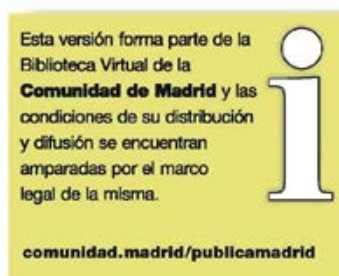 Esta versión forma parte de la
Biblioteca Virtual de la
Comunidad de Madrid y las
condiciones de su distribución
y difusión se encuentran
amparadas por el marco
legal de la misma.
comunidad.madrid/publicamadrid